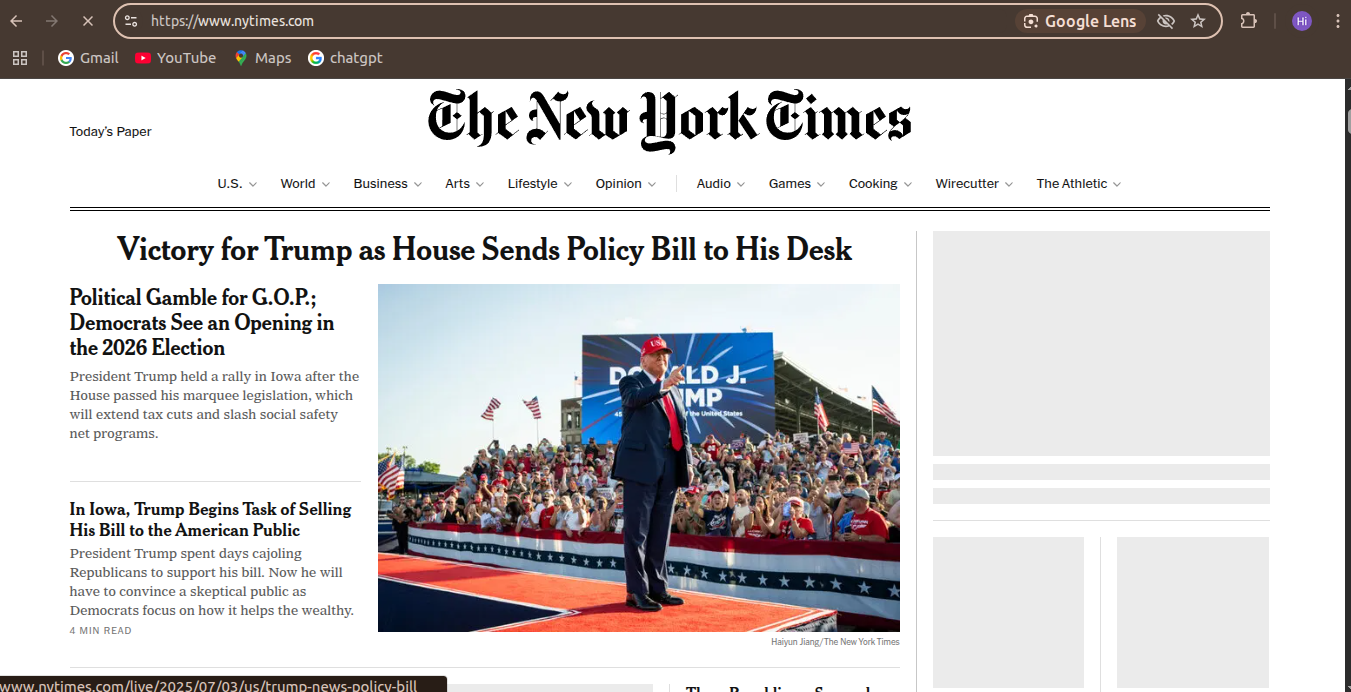 https://www.nytimes.com
Google Lens
Hi
Gmail
YouTube
Maps
chatgpt
Today's Paper
The New York Times
U.S.
World
Business
Arts
Lifestyle
Opinion
Audio
Games
Cooking
Wirecutter
The Athletic
Victory for Trump as House Sends Policy Bill to His Desk
Political Gamble for G.O.P.;
Democrats See an Opening in
the 2026 Election
President Trump held a rally in Iowa after the
House passed his marquee legislation, which
will extend tax cuts and slash social safety
net programs.
In Iowa, Trump Begins Task of Selling
His Bill to the American Public
President Trump spent days cajoling
Republicans to support his bill. Now he will
have to convince a skeptical public as
Democrats focus on how it helps the wealthy.
4 MIN READ
LD J.
MP
of the United States
Haiyun Jiang/The New York Times
www.nytimes.com/live/2025/07/03/us/trump-news-policy-bill